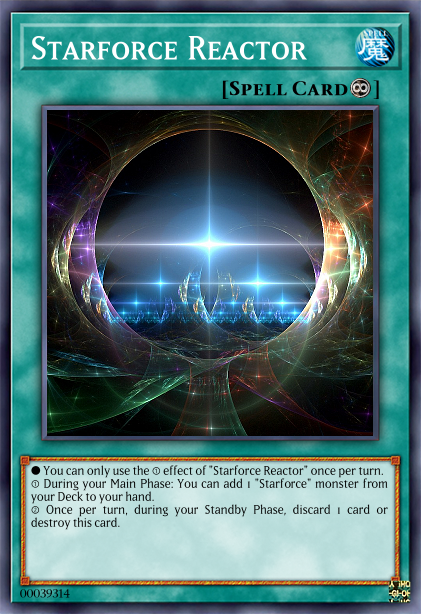 STARFORCE REACTOR
SPELL
魔
[SPELL CARD]
● You can only use the ① effect of "Starforce Reactor" once per turn.
① During your Main Phase: You can add 1 "Starforce" monster from
your Deck to your hand.
② Once per turn, during your Standby Phase, discard 1 card or
destroy this card.
00039314